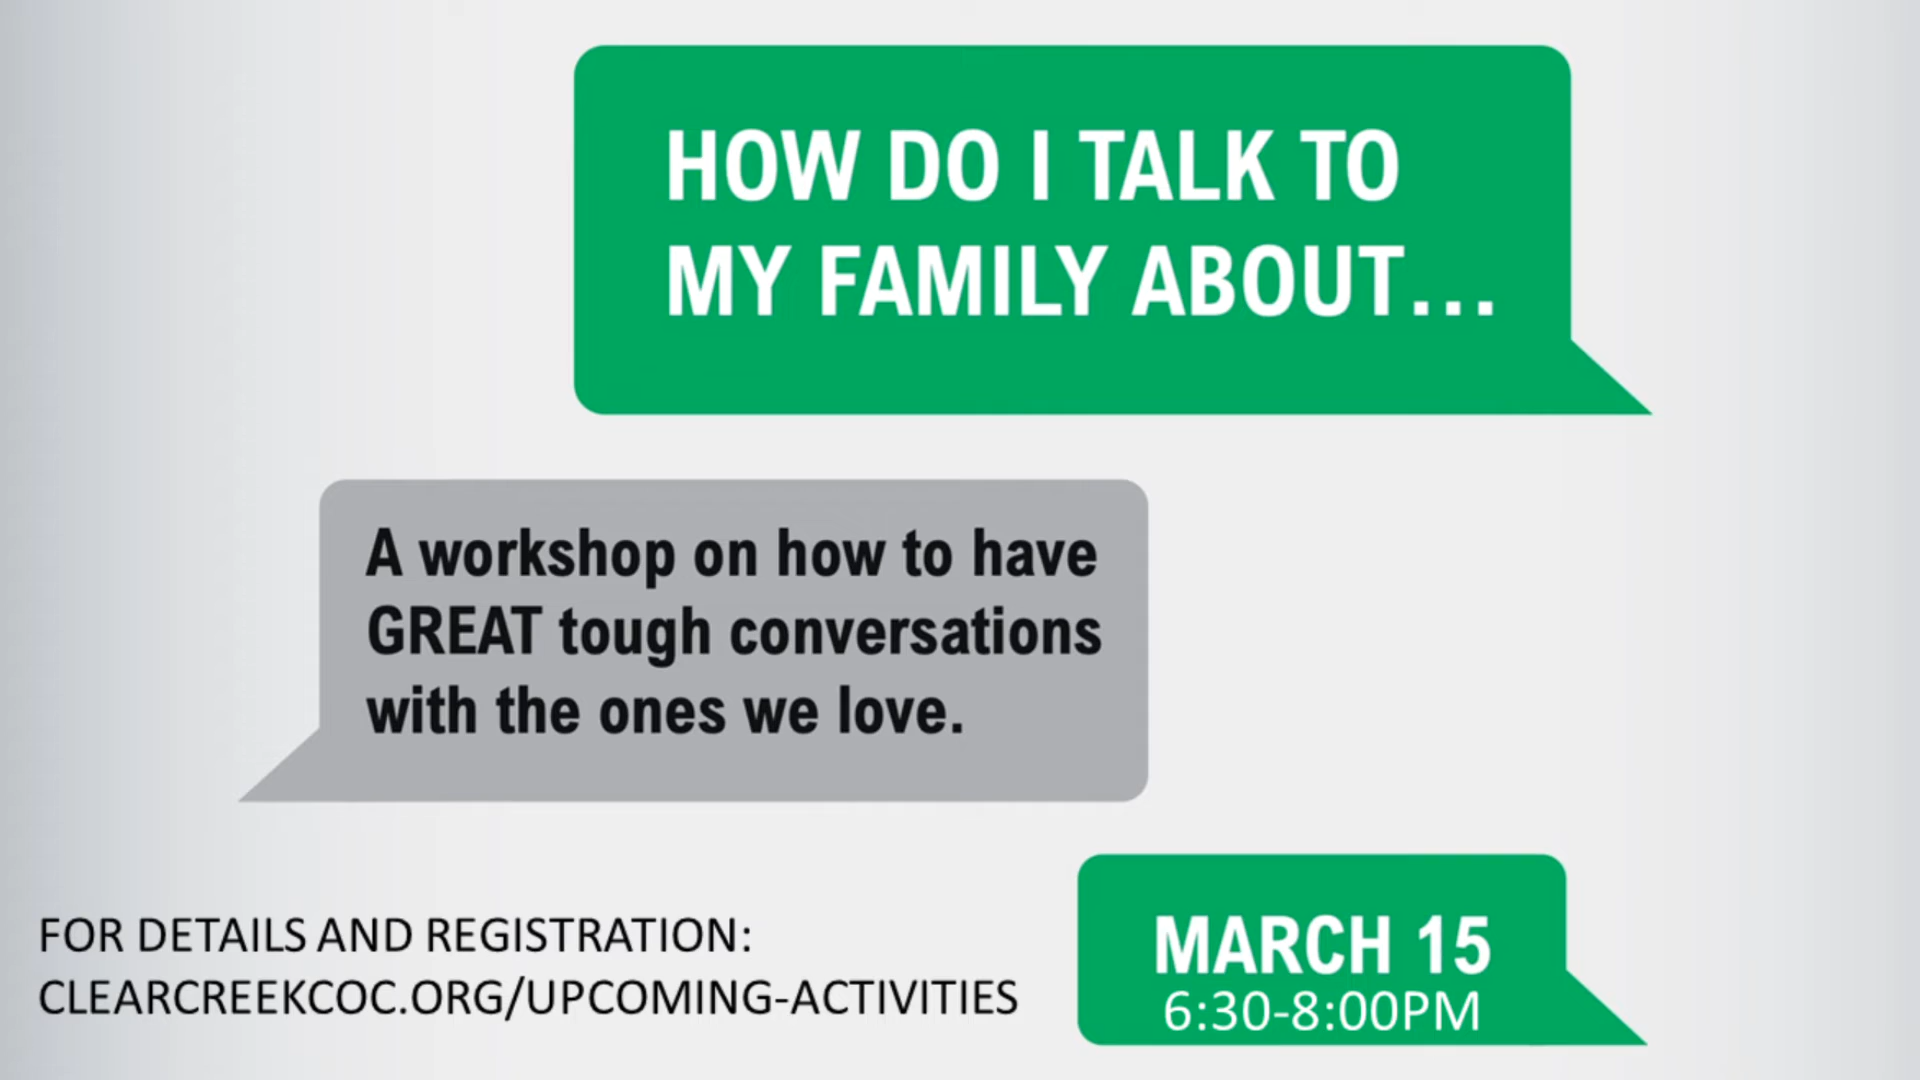 HOW DO I TALK TO
MY FAMILY ABOUT...
A workshop on how to have
GREAT tough conversations
with the ones we love.
FOR DETAILS AND REGISTRATION:
CLEARCREEKCOC.ORG/UPCOMING-ACTIVITIES
MARCH 15
6:30-8:00PM